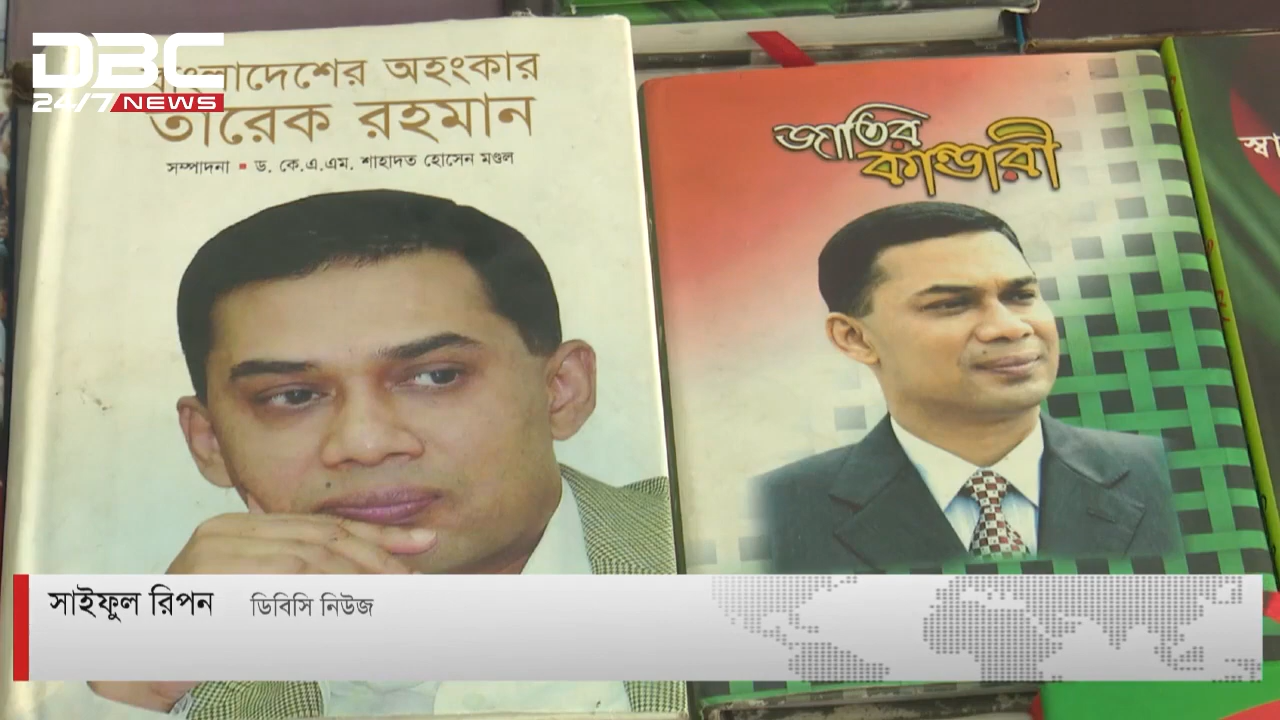 DBC
24/7 NEWS
বাংলাদেশের অহংকার
তারেক রহমান
সম্পাদনা ▪ ড. কে.এ.এম. শাহাদত হোসেন মণ্ডল
জাতির
কাণ্ডারী
সাইফুল রিপন ডিবিসি নিউজ